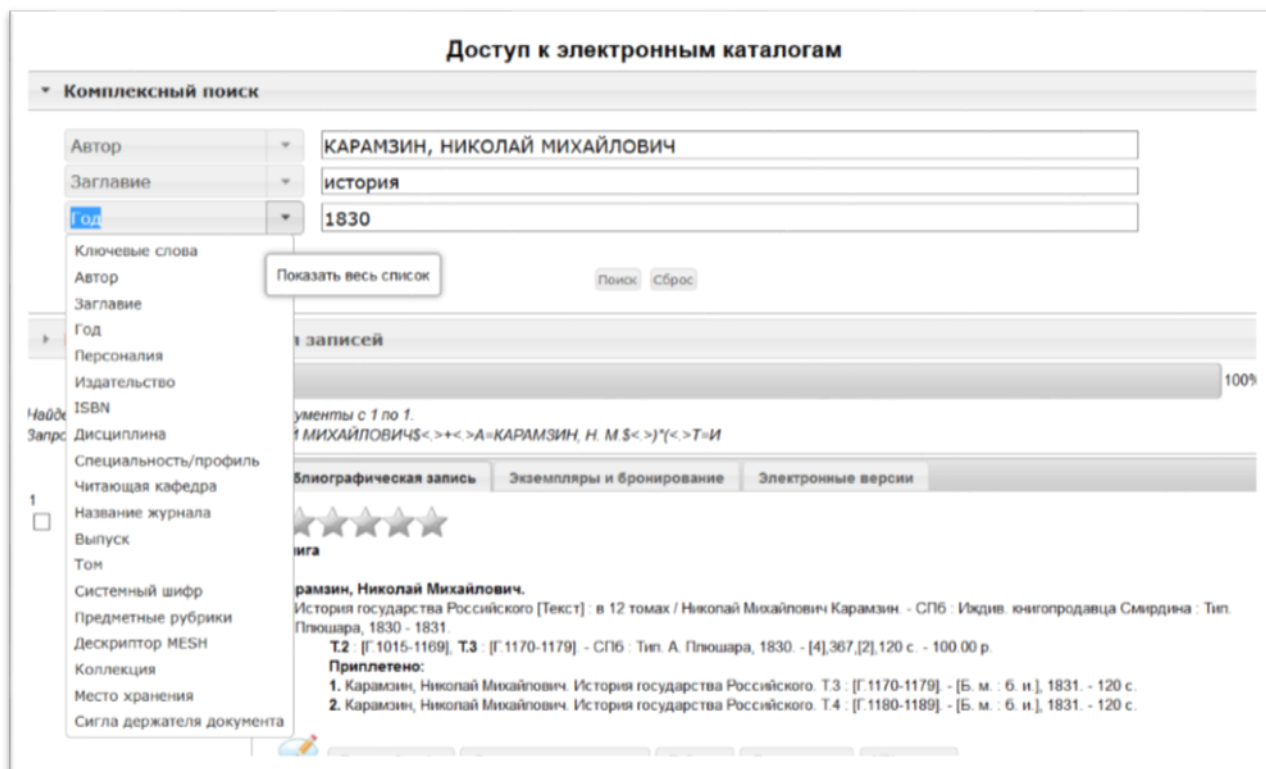 Доступ к электронным каталогам
Комплексный поиск
Автор КАРАМЗИН, НИКОЛАЙ МИХАЙЛОВИЧ
Заглавие история
Год 1830
Ключевые слова
Автор
Показать весь список
Поиск Сброс
Заглавие
Год
записей
Персоналия
Издательство
100%
ISBN
документы с 1 по 1.
Дисциплина
МИХАЙЛОВИЧ$<.>+<.>A=КАРАМЗИН, Н. М.$<.>)*(<.>T=И
Специальность/профиль
блиографическая запись Экземпляры и бронирование Электронные версии
Читающая кафедра
1
Название журнала
Выпуск
Том
Системный шифр
рамзин, Николай Михайлович.
История государства Российского [Текст] : в 12 томах / Николай Михайлович Карамзин. - СПб : Иждив. книгопродавца Смирдина : Тип.
Предметные рубрики
Плюшара, 1830 - 1831.
Дескриптор MESH
Т.2 : [Г.1015-1169], Т.3 : [Г.1170-1179]. - СПб : Тип. А. Плюшара, 1830. - [4],367,[2],120 с. - 100.00 р.
Коллекция
Приплетено:
1. Карамзин, Николай Михайлович. История государства Российского. Т.3 : [Г.1170-1179]. - [Б. м. : б. и.], 1831. - 120 с.
Место хранения
2. Карамзин, Николай Михайлович. История государства Российского. Т.4 : [Г.1180-1189]. - [Б. м. : б. и.], 1831. - 120 с.
Сигла держателя документа